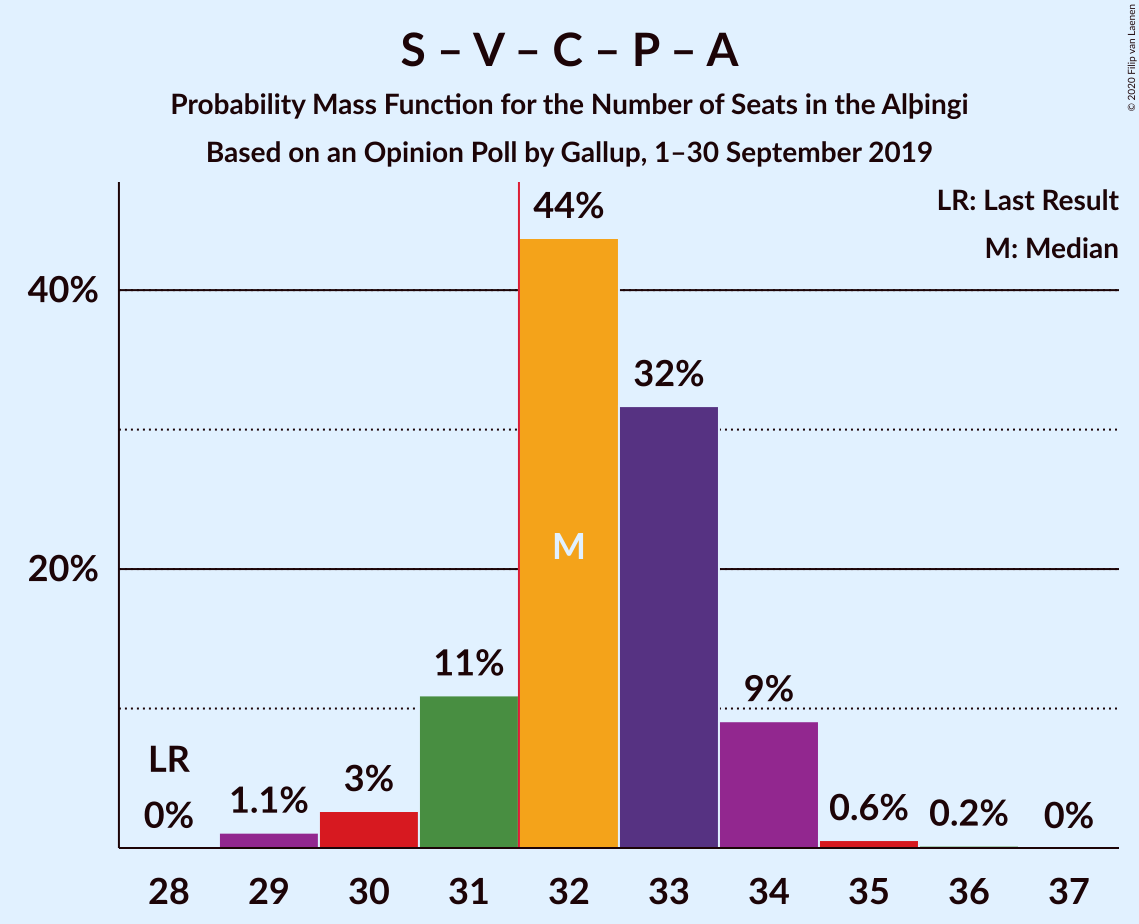 S – V – C – P – A
Probability Mass Function for the Number of Seats in the Alþingi
Based on an Opinion Poll by Gallup, 1–30 September 2019
© 2020 Filip van Laenen
LR: Last Result
M: Median
40%
20%
LR
0%
1.1%
3%
11%
44%
M
32%
9%
0.6%
0.2%
0%
28 29 30 31 32 33 34 35 36 37